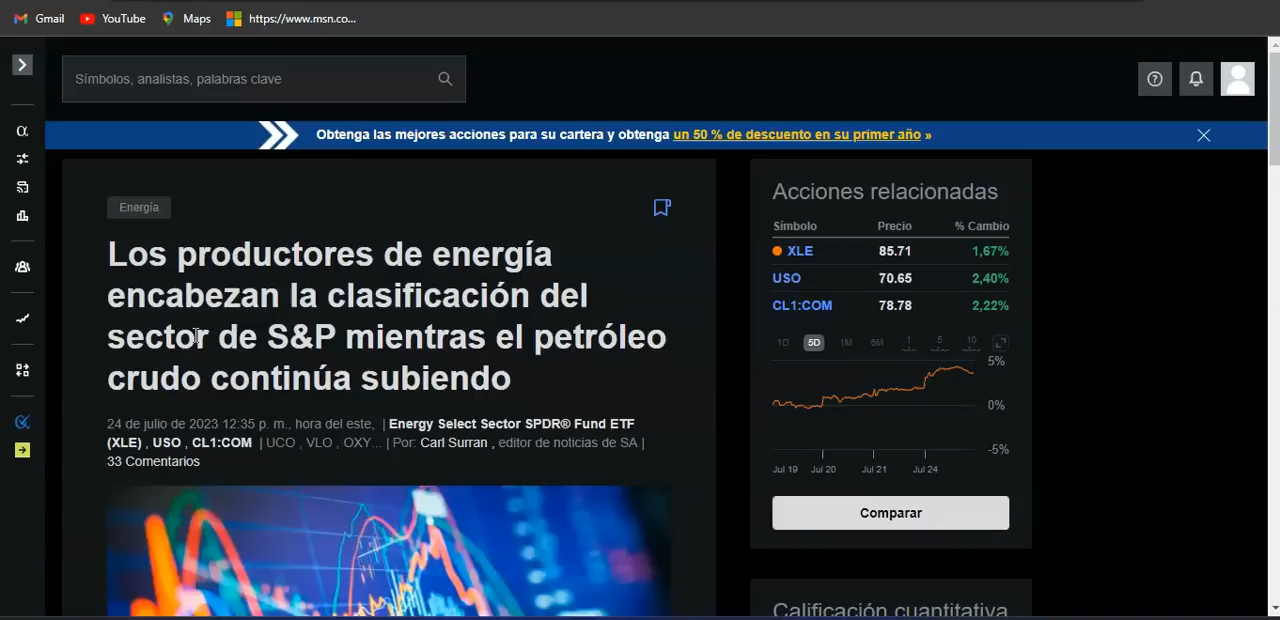 Gmail YouTube Maps https://www.msn.co...
Símbolos, analistas, palabras clave
Obtenga las mejores acciones para su cartera y obtenga un 50 % de descuento en su primer año »
Energía
Los productores de energía
encabezan la clasificación del
sector de S&P mientras el petróleo
crudo continúa subiendo
24 de julio de 2023 12:35 p. m., hora del este, | Energy Select Sector SPDR® Fund ETF
(XLE) , USO , CL1:COM | UCO , VLO , OXY... | Por: Carl Surran , editor de noticias de SA |
33 Comentarios
Acciones relacionadas
Símbolo Precio % Cambio
XLE 85.71 1,67%
USO 70.65 2,40%
CL1:COM 78.78 2,22%
1D 5D 1M 6M 1 5 10
5%
0%
-5%
Jul 19 Jul 20 Jul 21 Jul 24
Comparar
Calificación cuantitativa